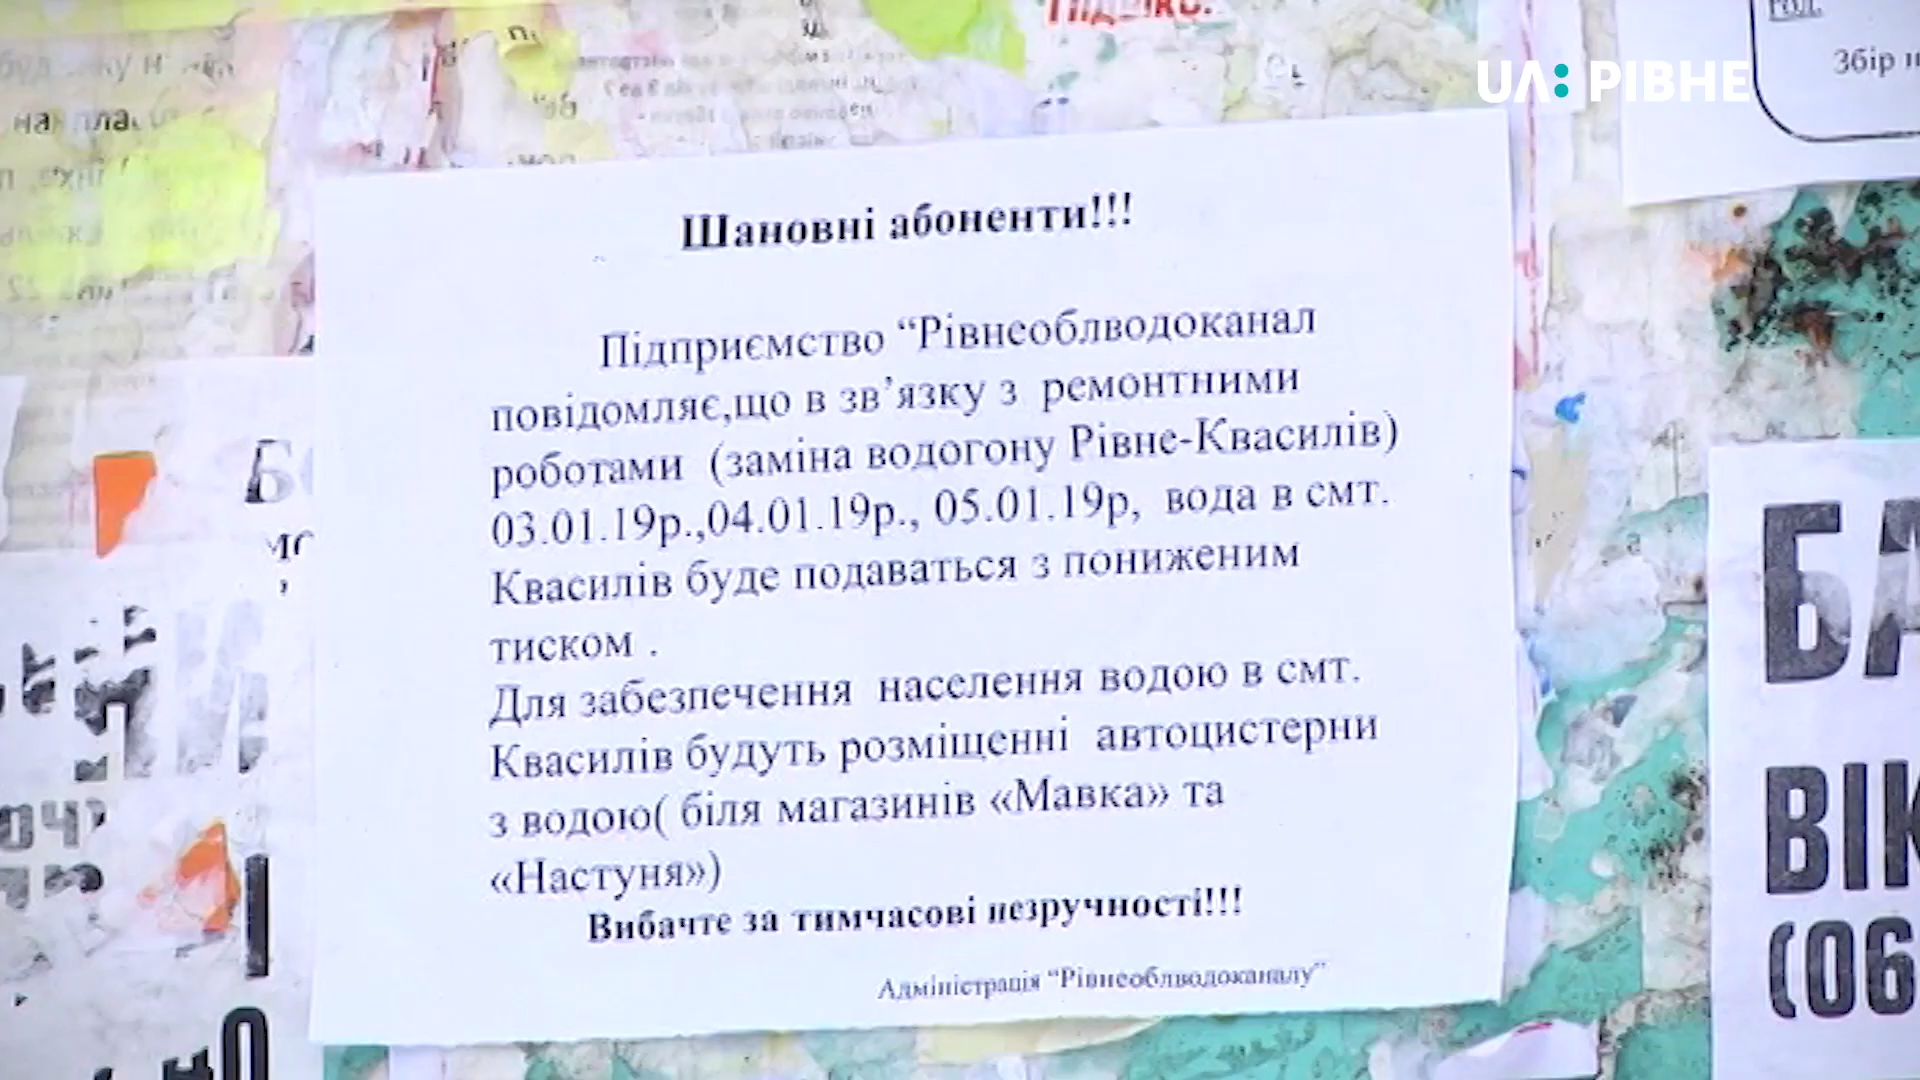 UA: РІВНЕ
Збір
Шановні абоненти!!!
Підприємство “Рівнеоблводоканал
повідомляє,що в зв’язку з ремонтними
роботами (заміна водогону Рівне-Квасилів)
03.01.19р.,04.01.19р., 05.01.19р, вода в смт.
Квасилів буде подаваться з пониженим
тиском .
Для забезпечення населення водою в смт.
Квасилів будуть розміщенні автоцистерни
з водою( біля магазинів «Мавка» та
«Настуня»)
Вибачте за тимчасові незручності!!!
Адміністрація “Рівнеоблводоканалу”
БА
ВІК
(06